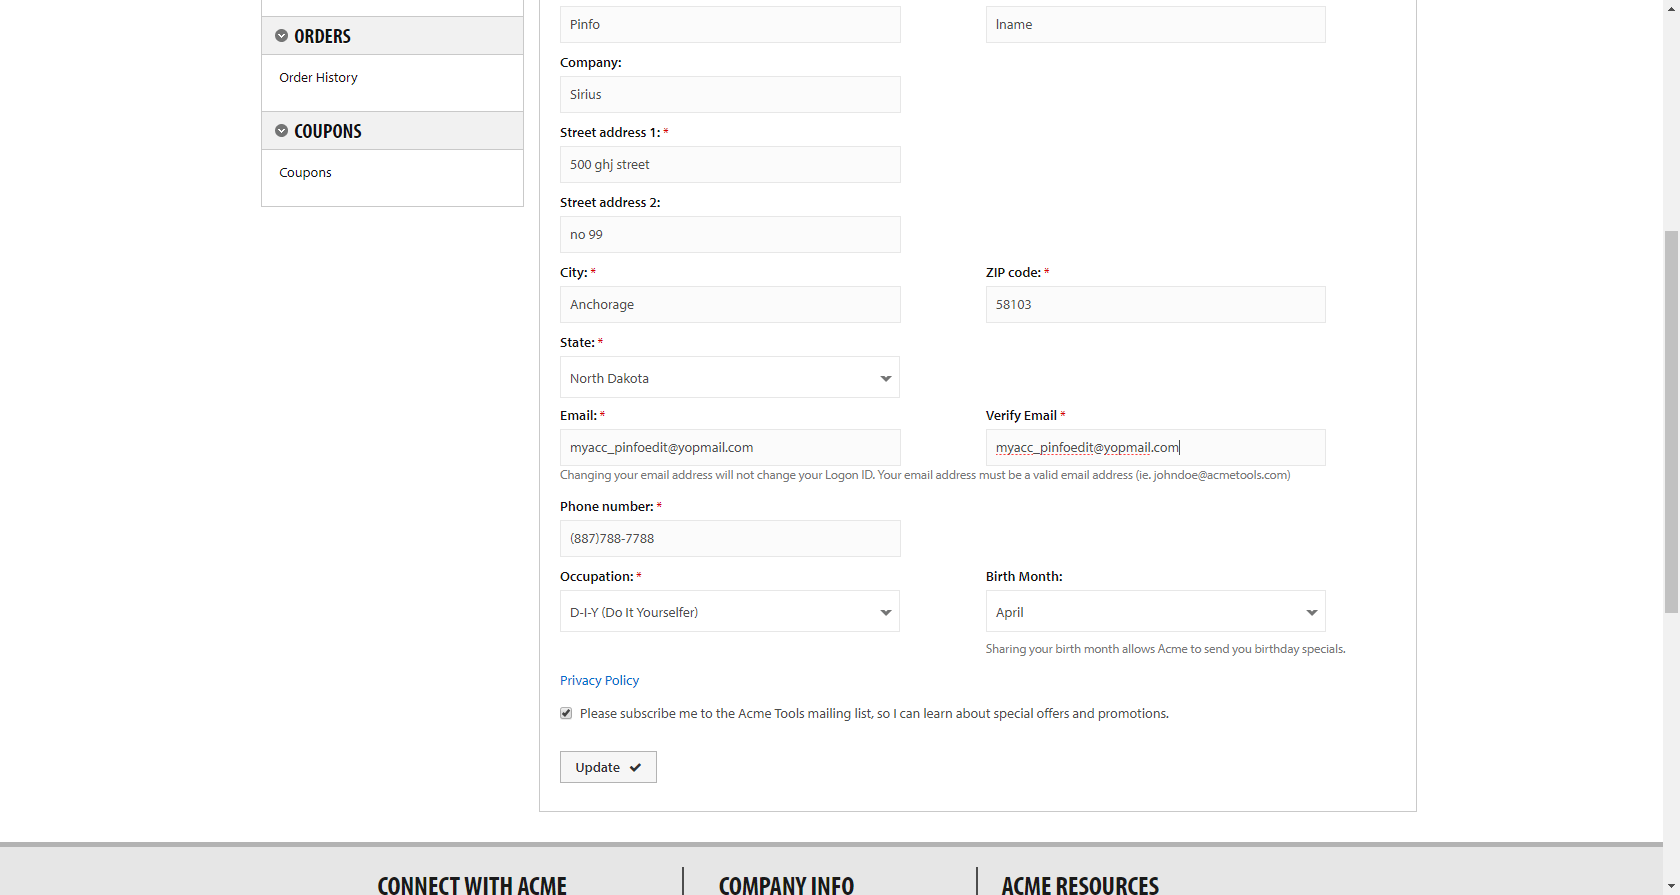 ORDERS
Order History
COUPONS
Coupons
Pinfo
lname
Company:
Sirius
Street address 1: *
500 ghj street
Street address 2:
no 99
City: *
ZIP code: *
Anchorage
58103
State: *
North Dakota
Email: *
Verify Email *
myacc_pinfoedit@yopmail.com
myacc_pinfoedit@yopmail.com
Changing your email address will not change your Logon ID. Your email address must be a valid email address (ie. johndoe@acmetools.com)
Phone number: *
(887)788-7788
Occupation: *
Birth Month:
D-I-Y (Do It Yourselfer)
April
Sharing your birth month allows Acme to send you birthday specials.
Privacy Policy
Please subscribe me to the Acme Tools mailing list, so I can learn about special offers and promotions.
Update
CONNECT WITH ACME
COMPANY INFO
ACME RESOURCES